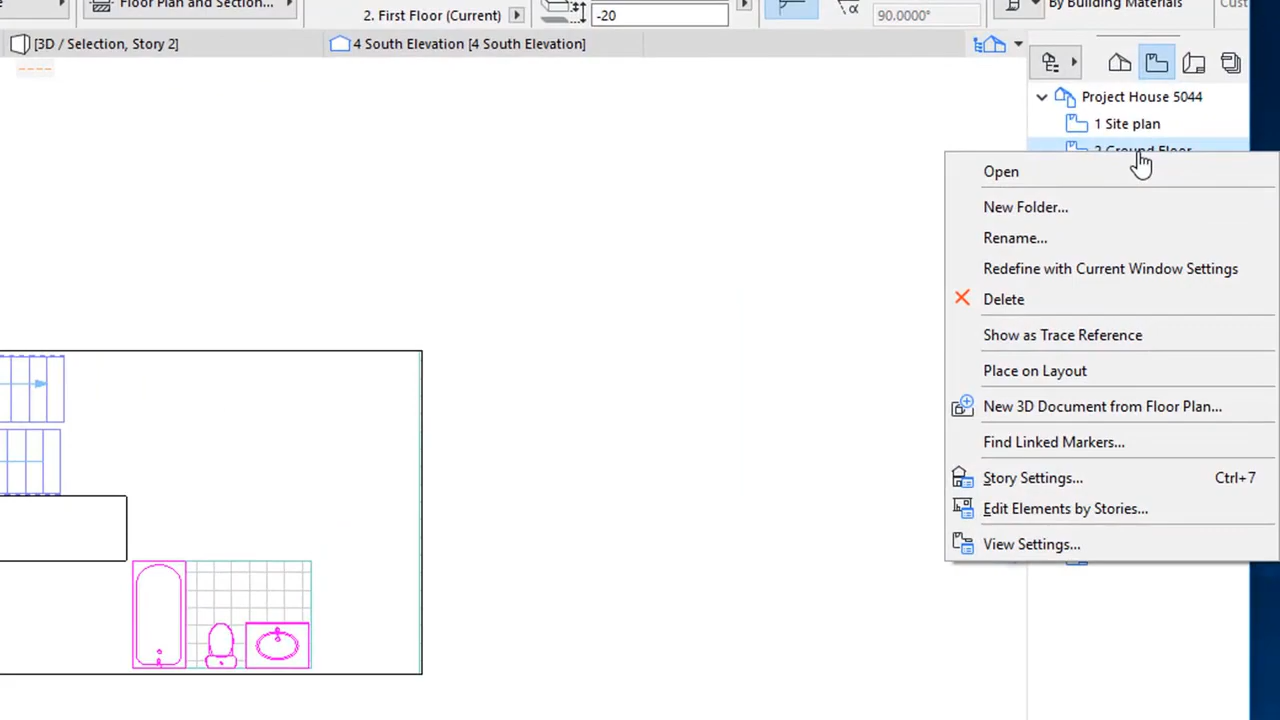 Floor Plan and Section...
2. First Floor (Current)
-20
90.0000°
By Building Materials
[3D / Selection, Story 2]
4 South Elevation [4 South Elevation]
Project House 5044
1 Site plan
2 Ground Floor
Open
New Folder...
Rename...
Redefine with Current Window Settings
Delete
Show as Trace Reference
Place on Layout
New 3D Document from Floor Plan...
Find Linked Markers...
Story Settings... Ctrl+7
Edit Elements by Stories...
View Settings...